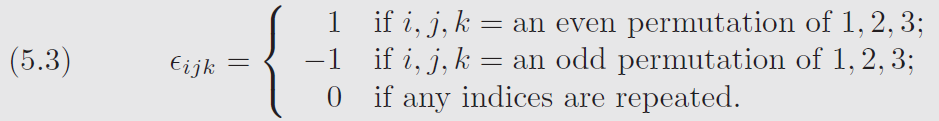 1 if i, j, k = an even permutation of 1, 2, 3;
(5.3) ϵijk = { −1 if i, j, k = an odd permutation of 1, 2, 3;
0 if any indices are repeated.